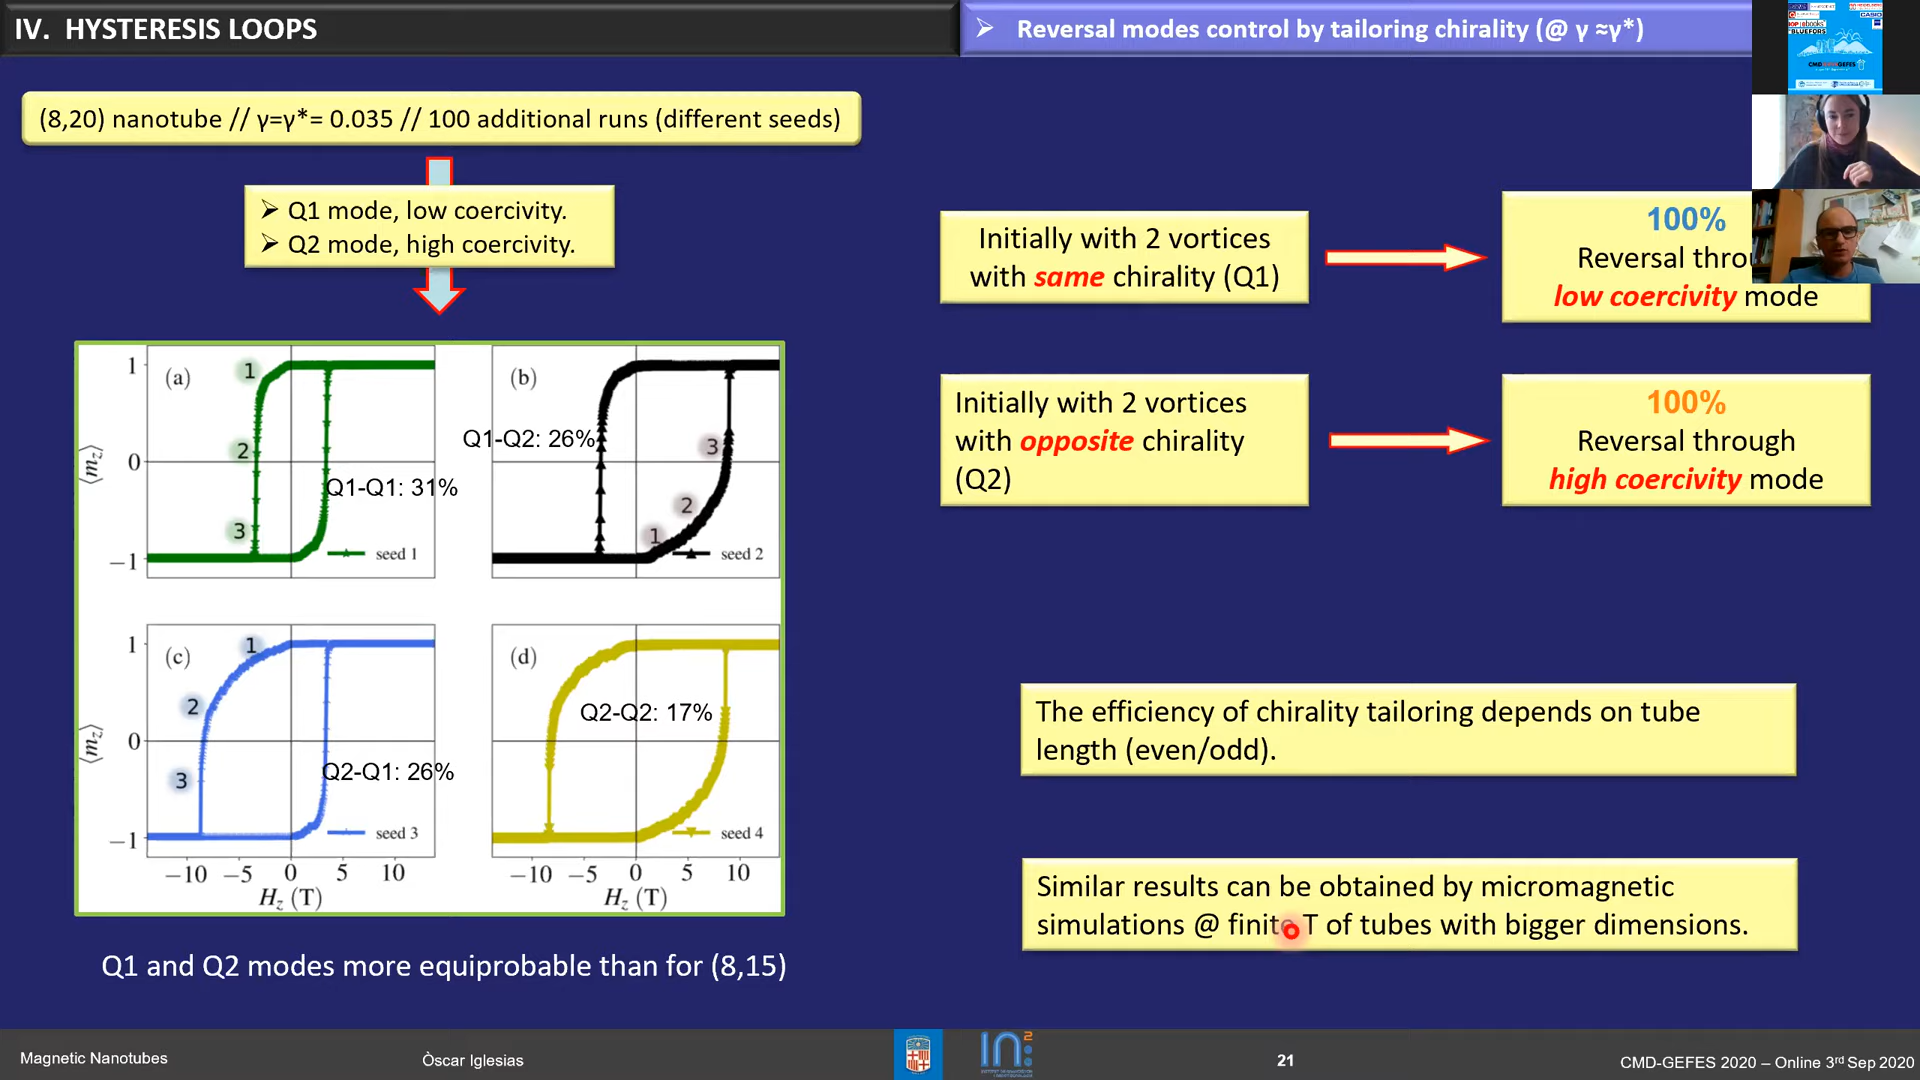 IV. HYSTERESIS LOOPS
➢ Reversal modes control by tailoring chirality (@ γ ≈γ*)
(8,20) nanotube // γ=γ*= 0.035 // 100 additional runs (different seeds)
➢ Q1 mode, low coercivity.
➢ Q2 mode, high coercivity.
Initially with 2 vortices
with same chirality (Q1)
100%
Reversal throu
low coercivity mode
Initially with 2 vortices
with opposite chirality
(Q2)
100%
Reversal through
high coercivity mode
(a)
1
2
3
Q1-Q1: 31%
seed 1
1
0
−1
⟨m_z⟩
(b)
Q1-Q2: 26%
3
2
1
seed 2
(c)
1
2
3
Q2-Q1: 26%
seed 3
1
0
−1
⟨m_z⟩
−10 −5 0 5 10
H_z (T)
(d)
Q2-Q2: 17%
seed 4
−10 −5 0 5 10
H_z (T)
Q1 and Q2 modes more equiprobable than for (8,15)
The efficiency of chirality tailoring depends on tube
length (even/odd).
Similar results can be obtained by micromagnetic
simulations @ finite T of tubes with bigger dimensions.
CASIO
IOP ebooks
BLUEFORS
Magnetic Nanotubes
Òscar Iglesias
IN2
21
CMD-GEFES 2020 – Online 3rd Sep 2020